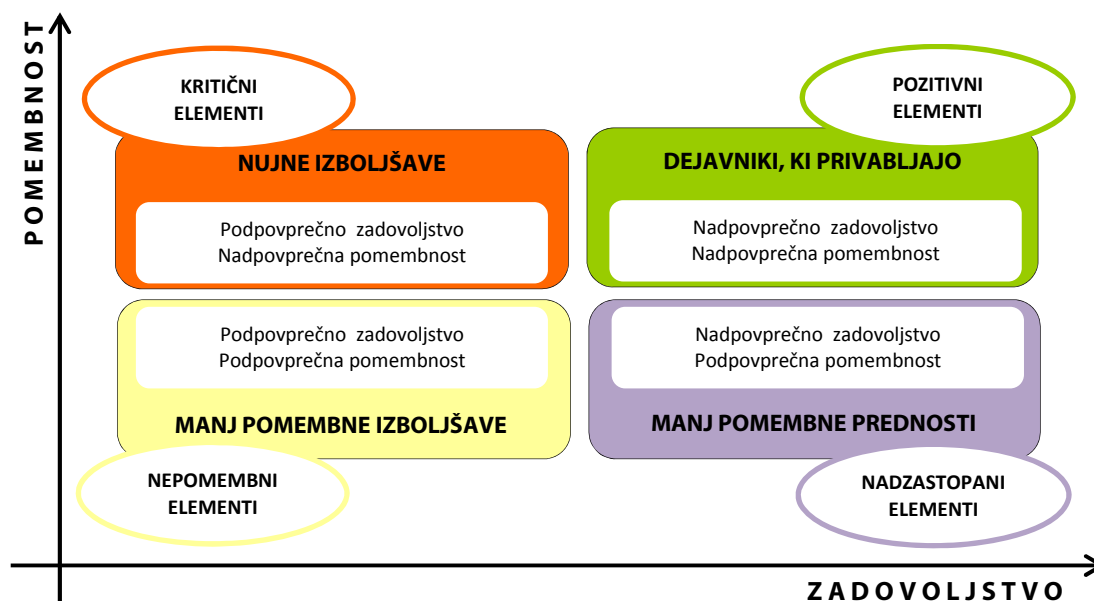 POMEMBNOST
KRITIČNI
ELEMENTI
POZITIVNI
ELEMENTI
NUJNE IZBOLJŠAVE
DEJAVNIKI, KI PRIVABLJAJO
Podpovprečno zadovoljstvo
Nadpovprečna pomembnost
Nadpovprečno zadovoljstvo
Nadpovprečna pomembnost
Podpovprečno zadovoljstvo
Podpovprečna pomembnost
Nadpovprečno zadovoljstvo
Podpovprečna pomembnost
MANJ POMEMBNE IZBOLJŠAVE
MANJ POMEMBNE PREDNOSTI
NEPOMEMBNI
ELEMENTI
NADZASTOPANI
ELEMENTI
ZADOVOLJSTVO